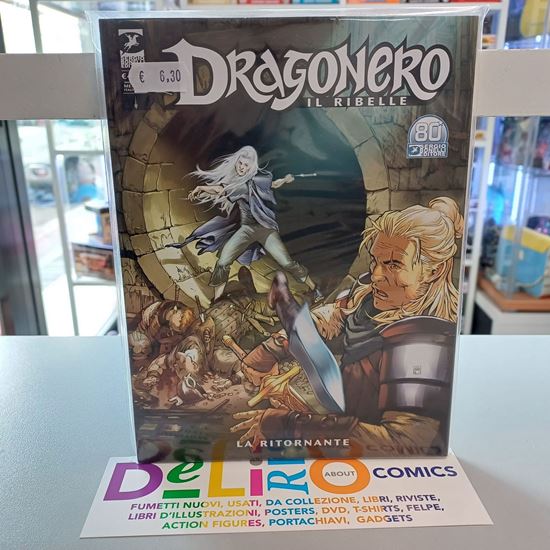 DRAGONERO
IL RIBELLE
€ 6,30
80
SERGIO
BONELLI
EDITORE
LA RITORNANTE
DeLiRiO
ABOUT
COMICS
FUMETTI NUOVI, USATI, DA COLLEZIONE, LIBRI, RIVISTE,
LIBRI D'ILLUSTRAZIONI, POSTERS, DVD, T-SHIRTS, FELPE,
ACTION FIGURES, PORTACHIAVI, GADGETS